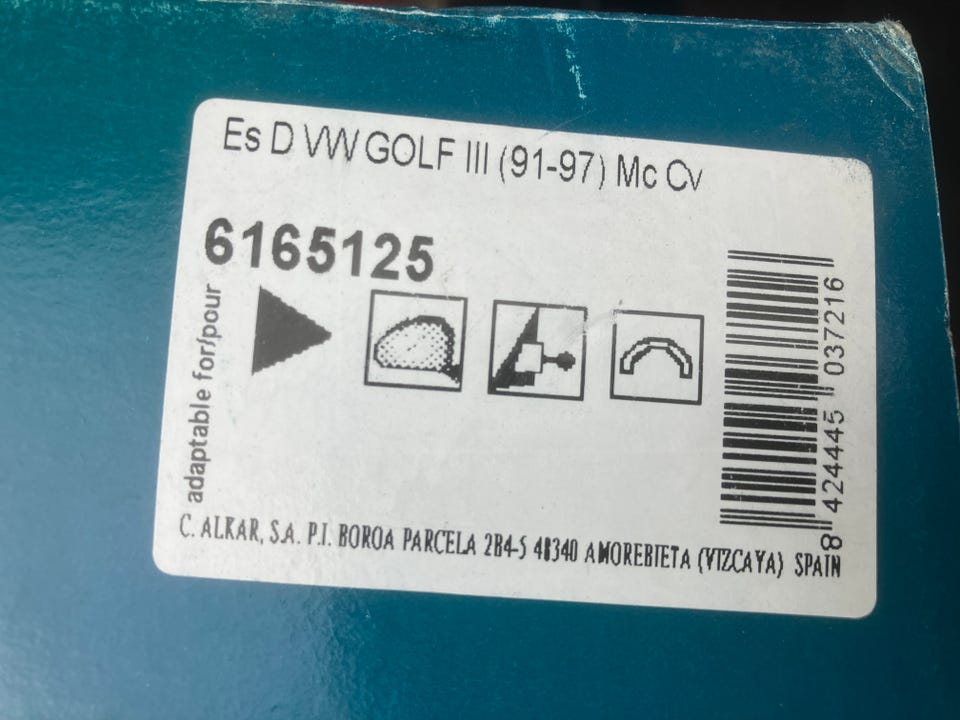 Es D VW GOLF III (91-97) Mc Cv
6165125
adaptable for/pour
8 424445 037216
C. ALKAR, S.A. P.I. BOROA PARCELA 2B4-5 48340 AMOREBIETA (VIZCAYA) SPAIN